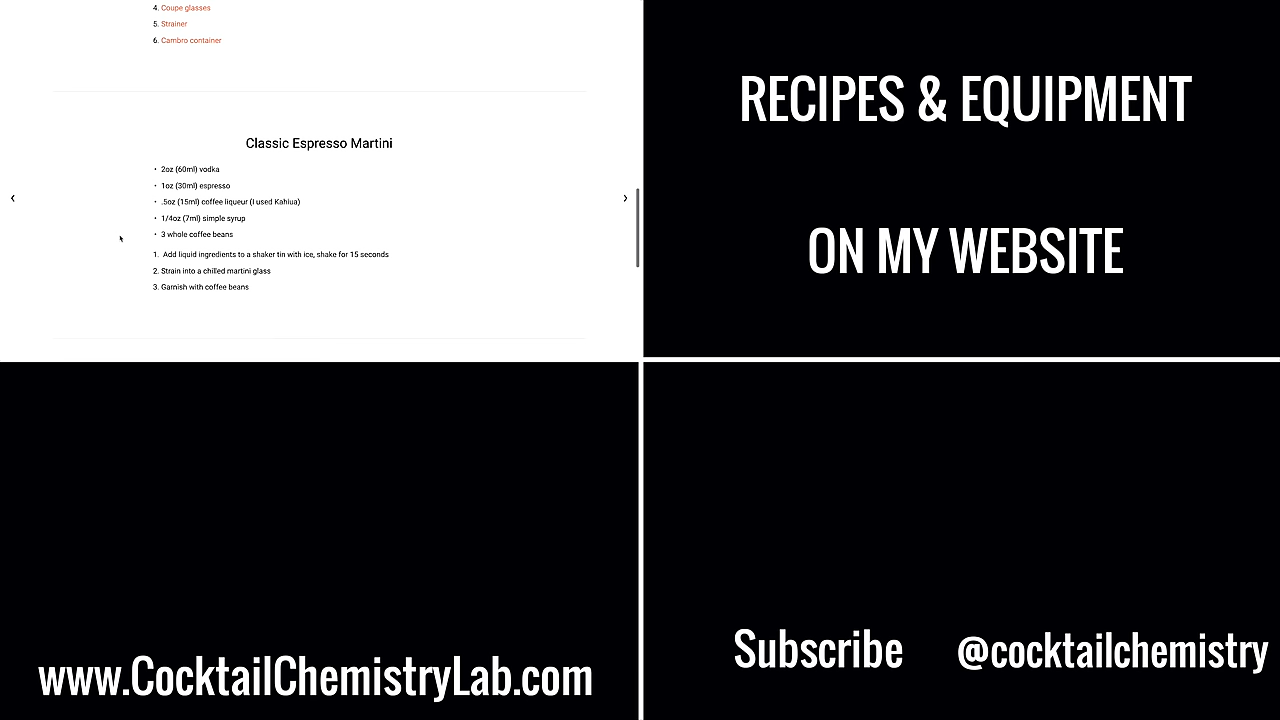 4. Coupe glasses
5. Strainer
6. Cambro container
Classic Espresso Martini
• 2oz (60ml) vodka
• 1oz (30ml) espresso
• .5oz (15ml) coffee liqueur (I used Kahlua)
• 1/4oz (7ml) simple syrup
• 3 whole coffee beans
1. Add liquid ingredients to a shaker tin with ice, shake for 15 seconds
2. Strain into a chilled martini glass
3. Garnish with coffee beans
RECIPES & EQUIPMENT
ON MY WEBSITE
www.CocktailChemistryLab.com
Subscribe
@cocktailchemistry